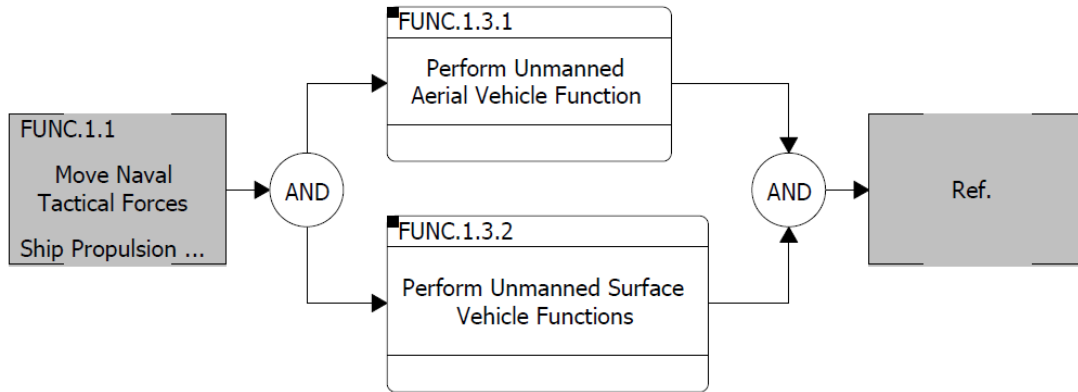 FUNC.1.1
Move Naval
Tactical Forces
Ship Propulsion ...
AND
FUNC.1.3.1
Perform Unmanned
Aerial Vehicle Function
FUNC.1.3.2
Perform Unmanned Surface
Vehicle Functions
AND
Ref.